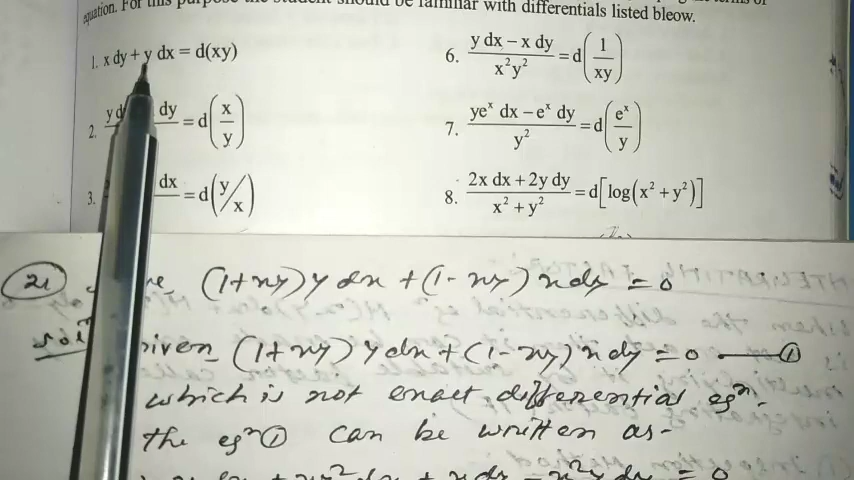 equation. For this purpose the student should be familiar with differentials listed bleow.
1. x dy + y dx = d(xy)
2. y d dy = d(x/y)
3. dx = d(y/x)
6. (y dx − x dy)/(x²y²) = d(1/xy)
7. (yeˣ dx − eˣ dy)/y² = d(eˣ/y)
8. (2x dx + 2y dy)/(x² + y²) = d[log(x² + y²)]
21 (1+xy)y dx + (1-xy)x dy = 0
solⁿ (1+xy)y dx + (1-xy)x dy = 0 —— ①
which is not exact differential eqⁿ.
the eqⁿ ① can be written as-